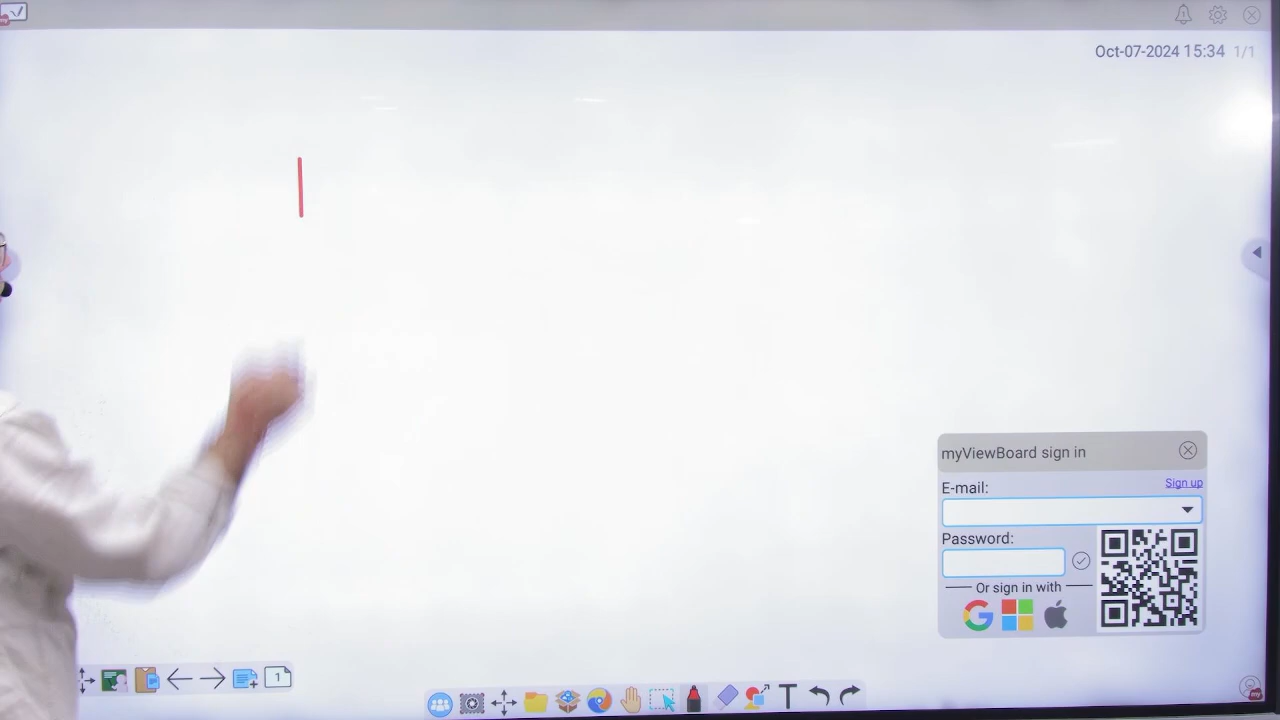 Oct-07-2024 15:34 1/1
myViewBoard sign in
E-mail:
Sign up
Password:
Or sign in with
1
my